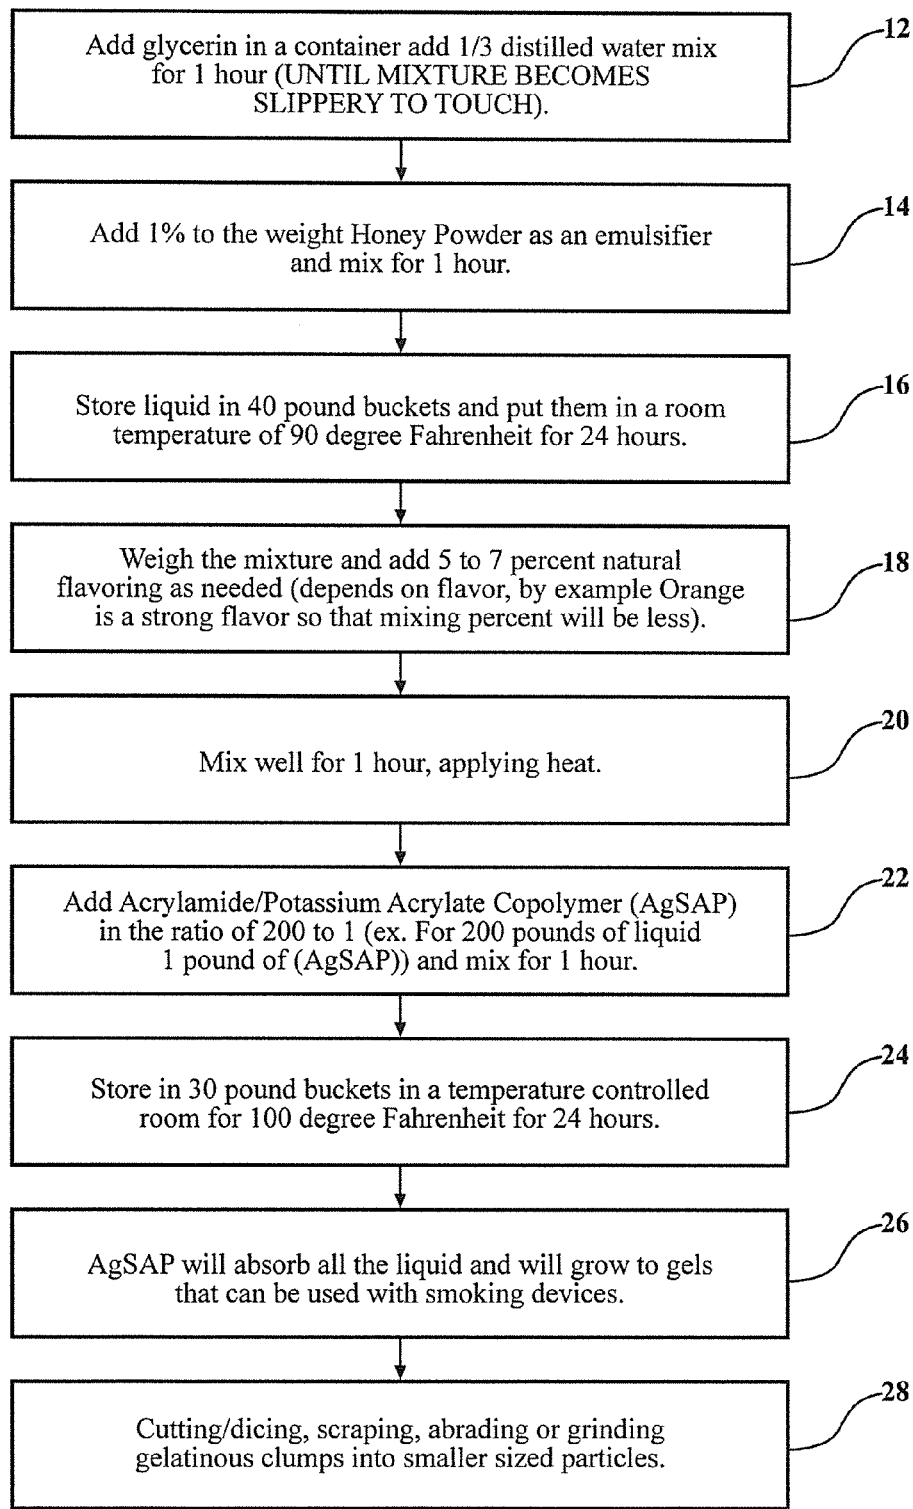 Add glycerin in a container add 1/3 distilled water mix
for 1 hour (UNTIL MIXTURE BECOMES
SLIPPERY TO TOUCH).
12
Add 1% to the weight Honey Powder as an emulsifier
and mix for 1 hour.
14
Store liquid in 40 pound buckets and put them in a room
temperature of 90 degree Fahrenheit for 24 hours.
16
Weigh the mixture and add 5 to 7 percent natural
flavoring as needed (depends on flavor, by example Orange
is a strong flavor so that mixing percent will be less).
18
Mix well for 1 hour, applying heat.
20
Add Acrylamide/Potassium Acrylate Copolymer (AgSAP)
in the ratio of 200 to 1 (ex. For 200 pounds of liquid
1 pound of (AgSAP)) and mix for 1 hour.
22
Store in 30 pound buckets in a temperature controlled
room for 100 degree Fahrenheit for 24 hours.
24
AgSAP will absorb all the liquid and will grow to gels
that can be used with smoking devices.
26
Cutting/dicing, scraping, abrading or grinding
gelatinous clumps into smaller sized particles.
28